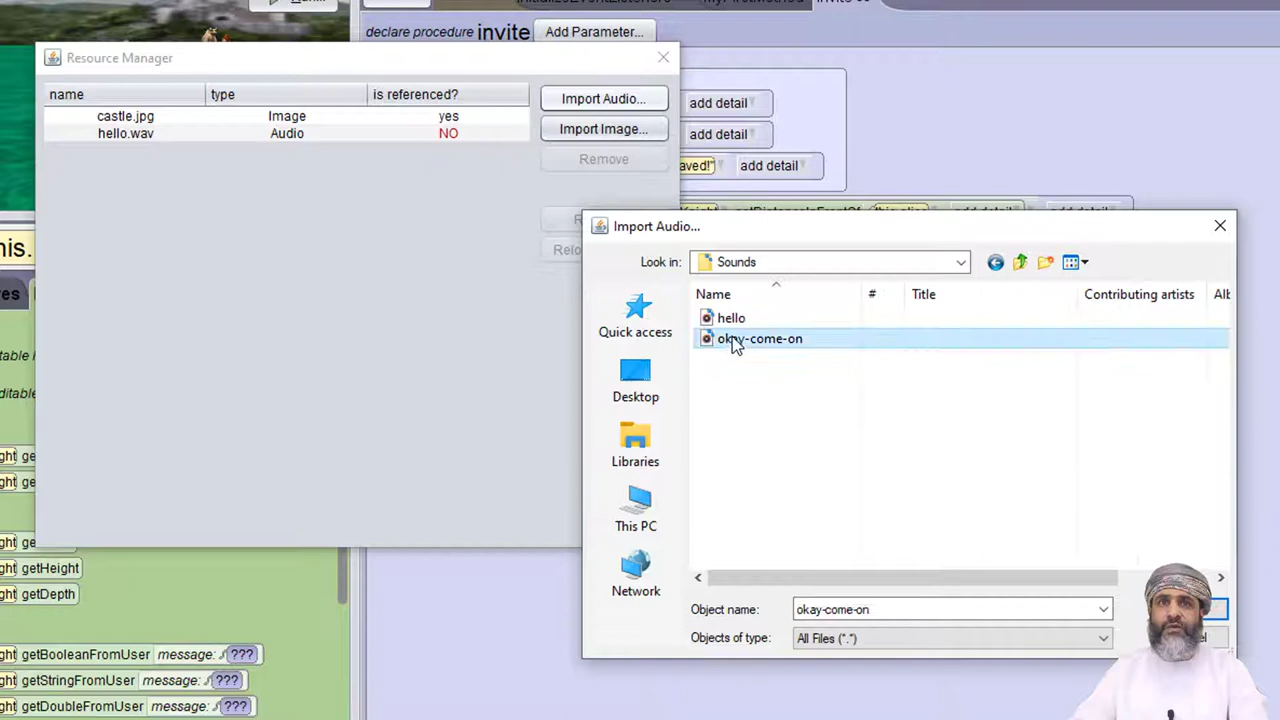 declare procedure invite Add Parameter...
Resource Manager
name type is referenced?
castle.jpg Image yes
hello.wav Audio NO
Import Audio...
Import Image...
Remove
add detail
add detail
aved!" add detail
his.
Import Audio...
Look in: Sounds
Name # Title Contributing artists Alb
hello
okay-come-on
Quick access
Desktop
Libraries
This PC
Network
Object name: okay-come-on
Objects of type: All Files (*.*)
getHeight
getDepth
getBooleanFromUser message: ???
getStringFromUser message: ???
getDoubleFromUser message: ???